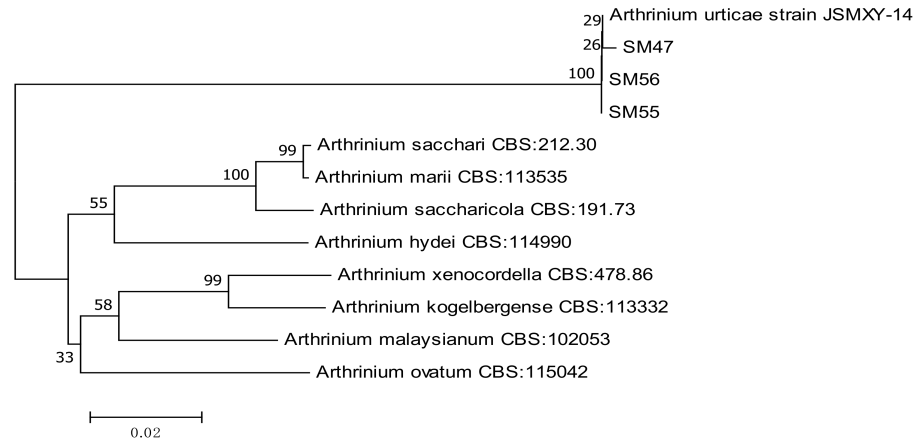 29
Arthrinium urticae strain JSMXY-14
26
SM47
100
SM56
SM55
99
Arthrinium sacchari CBS:212.30
100
Arthrinium marii CBS:113535
55
Arthrinium saccharicola CBS:191.73
Arthrinium hydei CBS:114990
99
Arthrinium xenocordella CBS:478.86
58
Arthrinium kogelbergense CBS:113332
Arthrinium malaysianum CBS:102053
33
Arthrinium ovatum CBS:115042
0.02